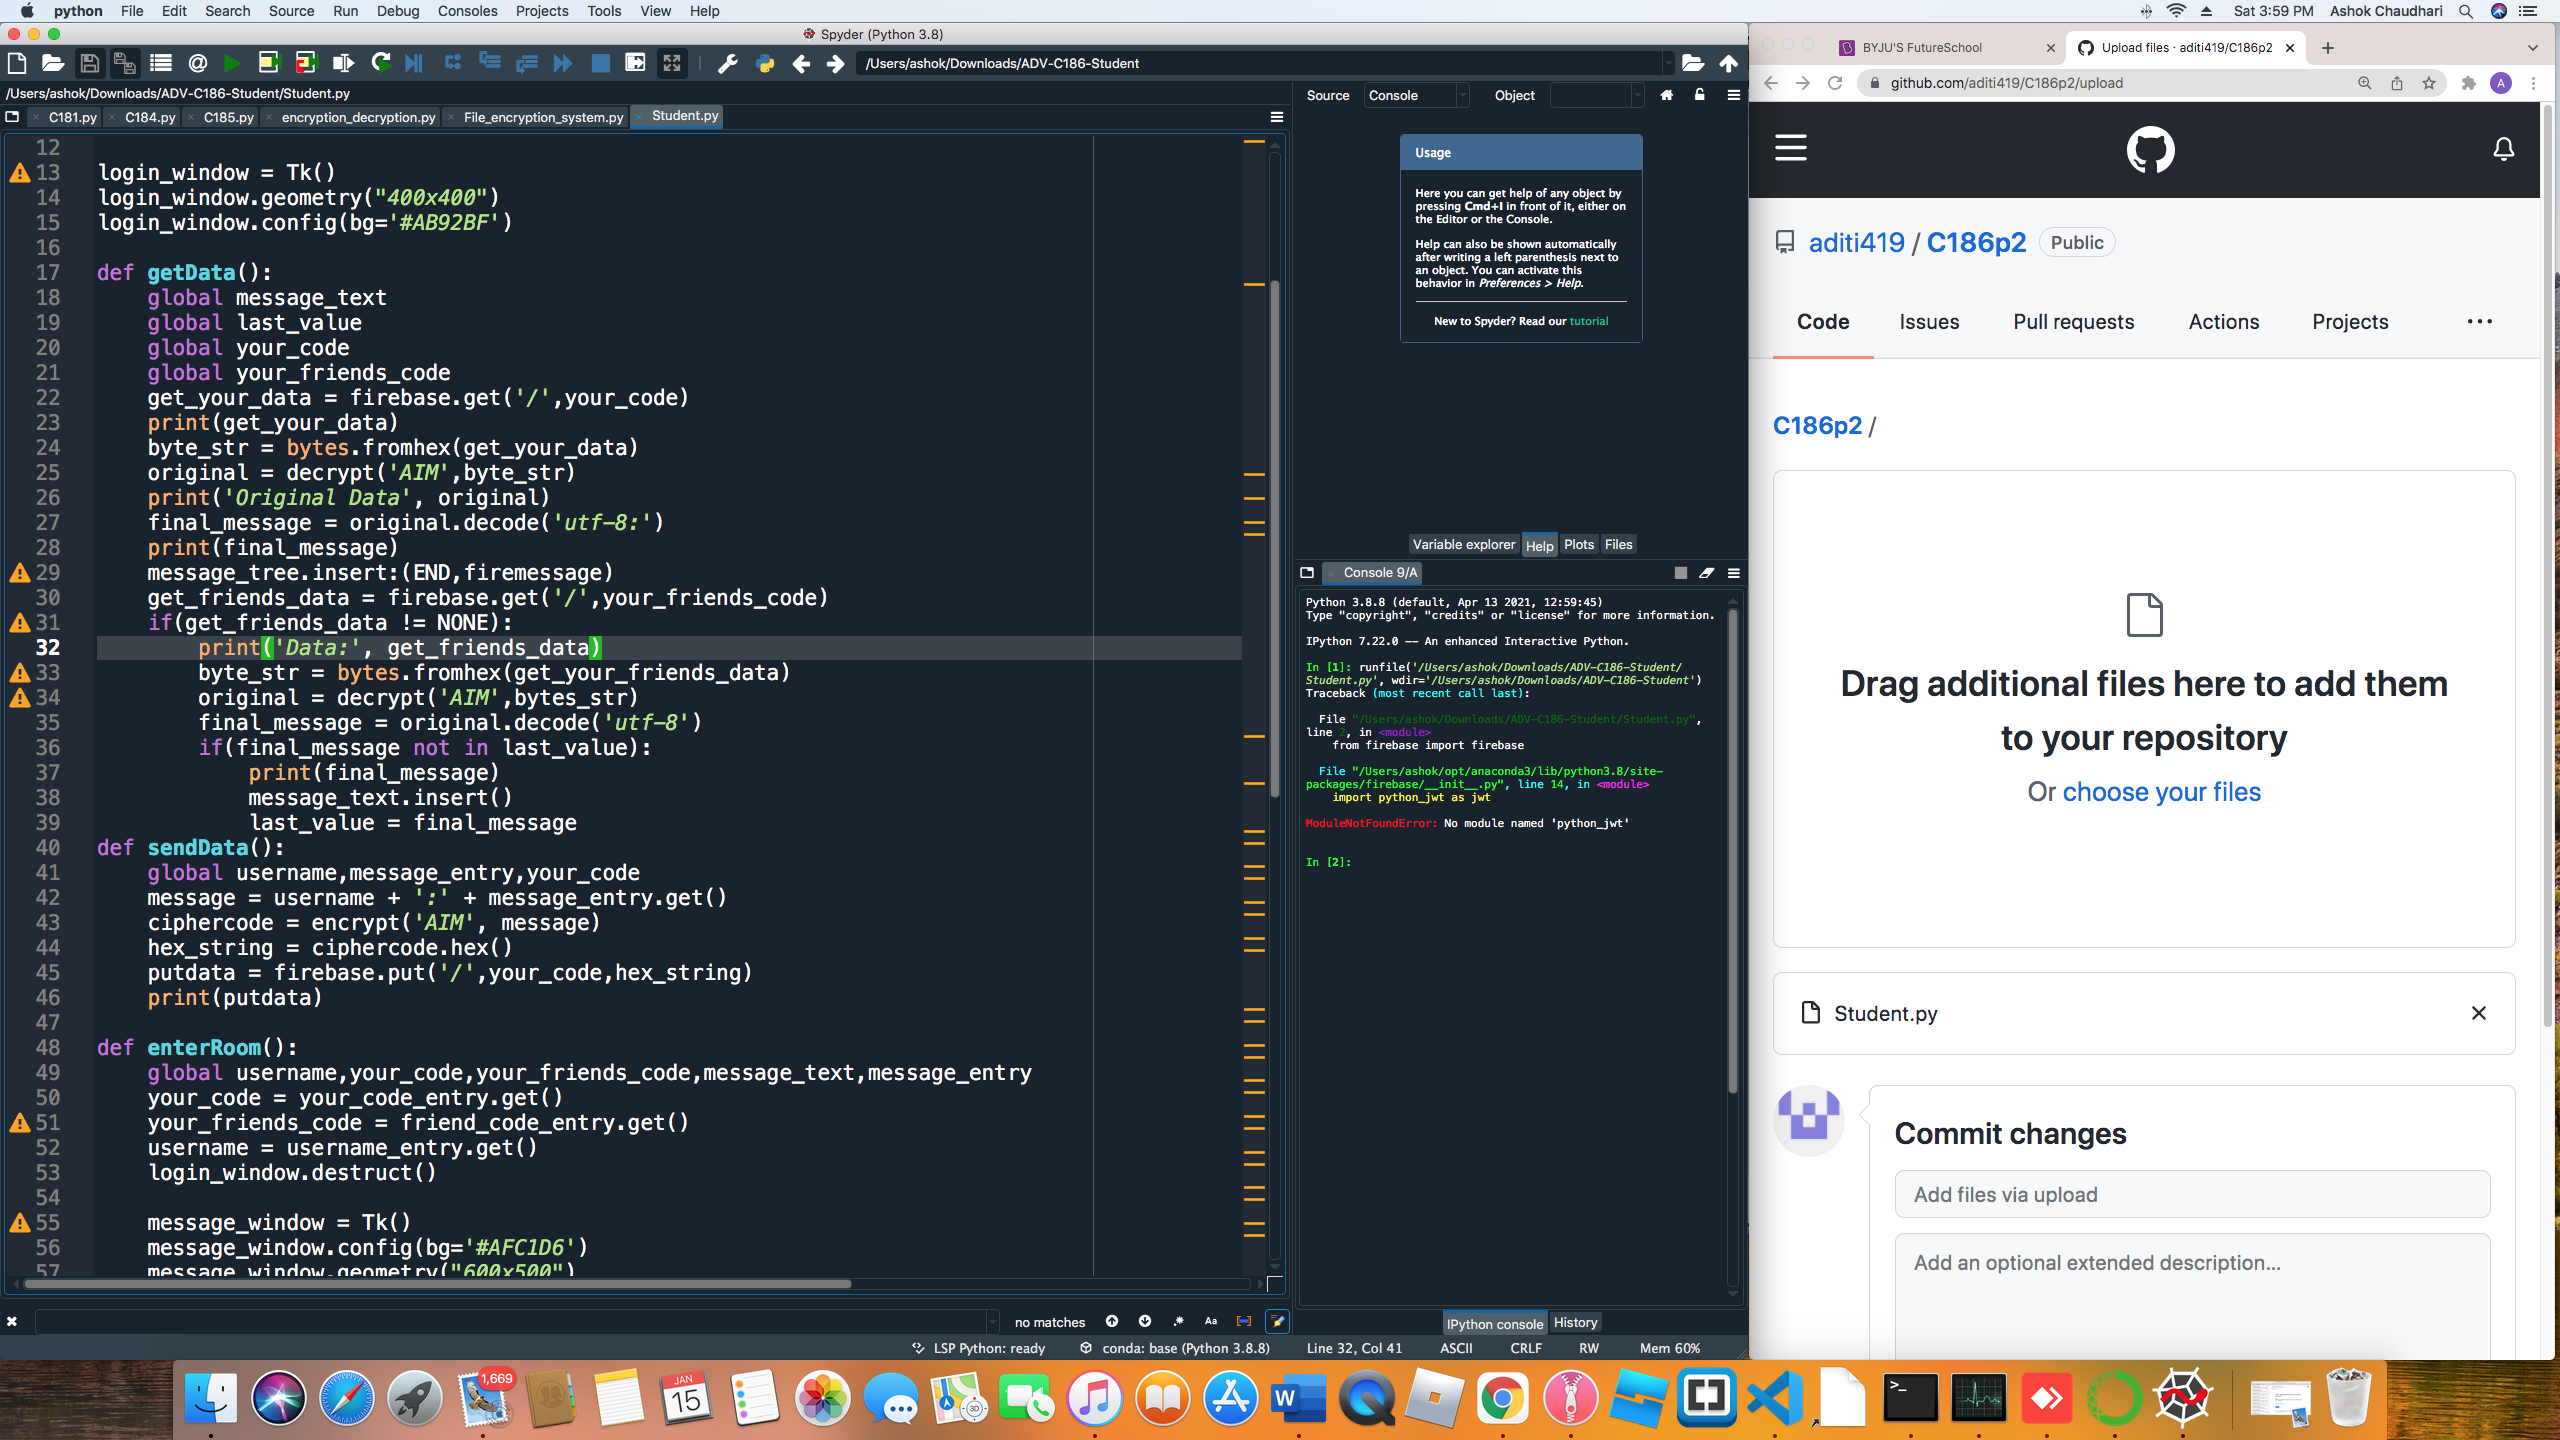 python File Edit Search Source Run Debug Consoles Projects Tools View Help
Sat 3:59 PM Ashok Chaudhari
Spyder (Python 3.8)
/Users/ashok/Downloads/ADV-C186-Student
/Users/ashok/Downloads/ADV-C186-Student/Student.py
C181.py C184.py C185.py encryption_decryption.py File_encryption_system.py Student.py
12
13 login_window = Tk()
14 login_window.geometry("400x400")
15 login_window.config(bg='#AB92BF')
16
17 def getData():
18 global message_text
19 global last_value
20 global your_code
21 global your_friends_code
22 get_your_data = firebase.get('/',your_code)
23 print(get_your_data)
24 byte_str = bytes.fromhex(get_your_data)
25 original = decrypt('AIM',byte_str)
26 print('Original Data', original)
27 final_message = original.decode('utf-8:')
28 print(final_message)
29 message_tree.insert:(END,firemessage)
30 get_friends_data = firebase.get('/',your_friends_code)
31 if(get_friends_data != NONE):
32 print('Data:', get_friends_data)
33 byte_str = bytes.fromhex(get_your_friends_data)
34 original = decrypt('AIM',bytes_str)
35 final_message = original.decode('utf-8')
36 if(final_message not in last_value):
37 print(final_message)
38 message_text.insert()
39 last_value = final_message
40 def sendData():
41 global username,message_entry,your_code
42 message = username + ':' + message_entry.get()
43 ciphercode = encrypt('AIM', message)
44 hex_string = ciphercode.hex()
45 putdata = firebase.put('/',your_code,hex_string)
46 print(putdata)
47
48 def enterRoom():
49 global username,your_code,your_friends_code,message_text,message_entry
50 your_code = your_code_entry.get()
51 your_friends_code = friend_code_entry.get()
52 username = username_entry.get()
53 login_window.destruct()
54
55 message_window = Tk()
56 message_window.config(bg='#AFC1D6')
57 message_window.geometry("600x500")
no matches
Aa
LSP Python: ready conda: base (Python 3.8.8) Line 32, Col 41 ASCII CRLF RW Mem 60%
Source Console Object
Usage
Here you can get help of any object by
pressing Cmd+I in front of it, either on
the Editor or the Console.
Help can also be shown automatically
after writing a left parenthesis next to
an object. You can activate this
behavior in Preferences > Help.
New to Spyder? Read our tutorial
Variable explorer Help Plots Files
Console 9/A
Python 3.8.8 (default, Apr 13 2021, 12:59:45)
Type "copyright", "credits" or "license" for more information.
IPython 7.22.0 -- An enhanced Interactive Python.
In [1]: runfile('/Users/ashok/Downloads/ADV-C186-Student/
Student.py', wdir='/Users/ashok/Downloads/ADV-C186-Student')
Traceback (most recent call last):
File "/Users/ashok/Downloads/ADV-C186-Student/Student.py",
line 2, in <module>
from firebase import firebase
File "/Users/ashok/opt/anaconda3/lib/python3.8/site-
packages/firebase/__init__.py", line 14, in <module>
import python_jwt as jwt
ModuleNotFoundError: No module named 'python_jwt'
In [2]:
IPython console History
BYJU'S FutureSchool
Upload files · aditi419/C186p2
github.com/aditi419/C186p2/upload
A
aditi419 / C186p2 Public
Code Issues Pull requests Actions Projects
C186p2 /
Drag additional files here to add them
to your repository
Or choose your files
Student.py
Commit changes
Add files via upload
Add an optional extended description...
1,669
JAN
15
3D
W
>_